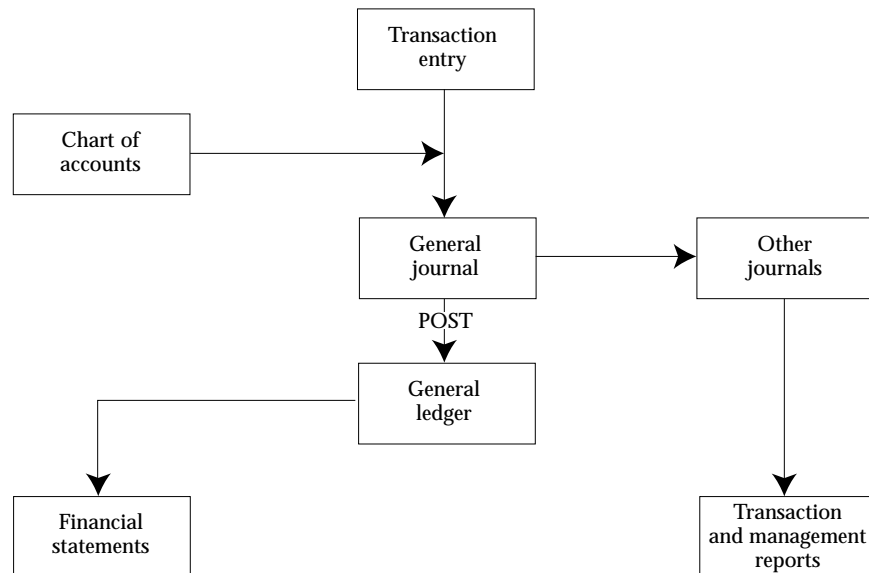 Transaction
entry
Chart of
accounts
General
journal
Other
journals
POST
General
ledger
Financial
statements
Transaction
and management
reports